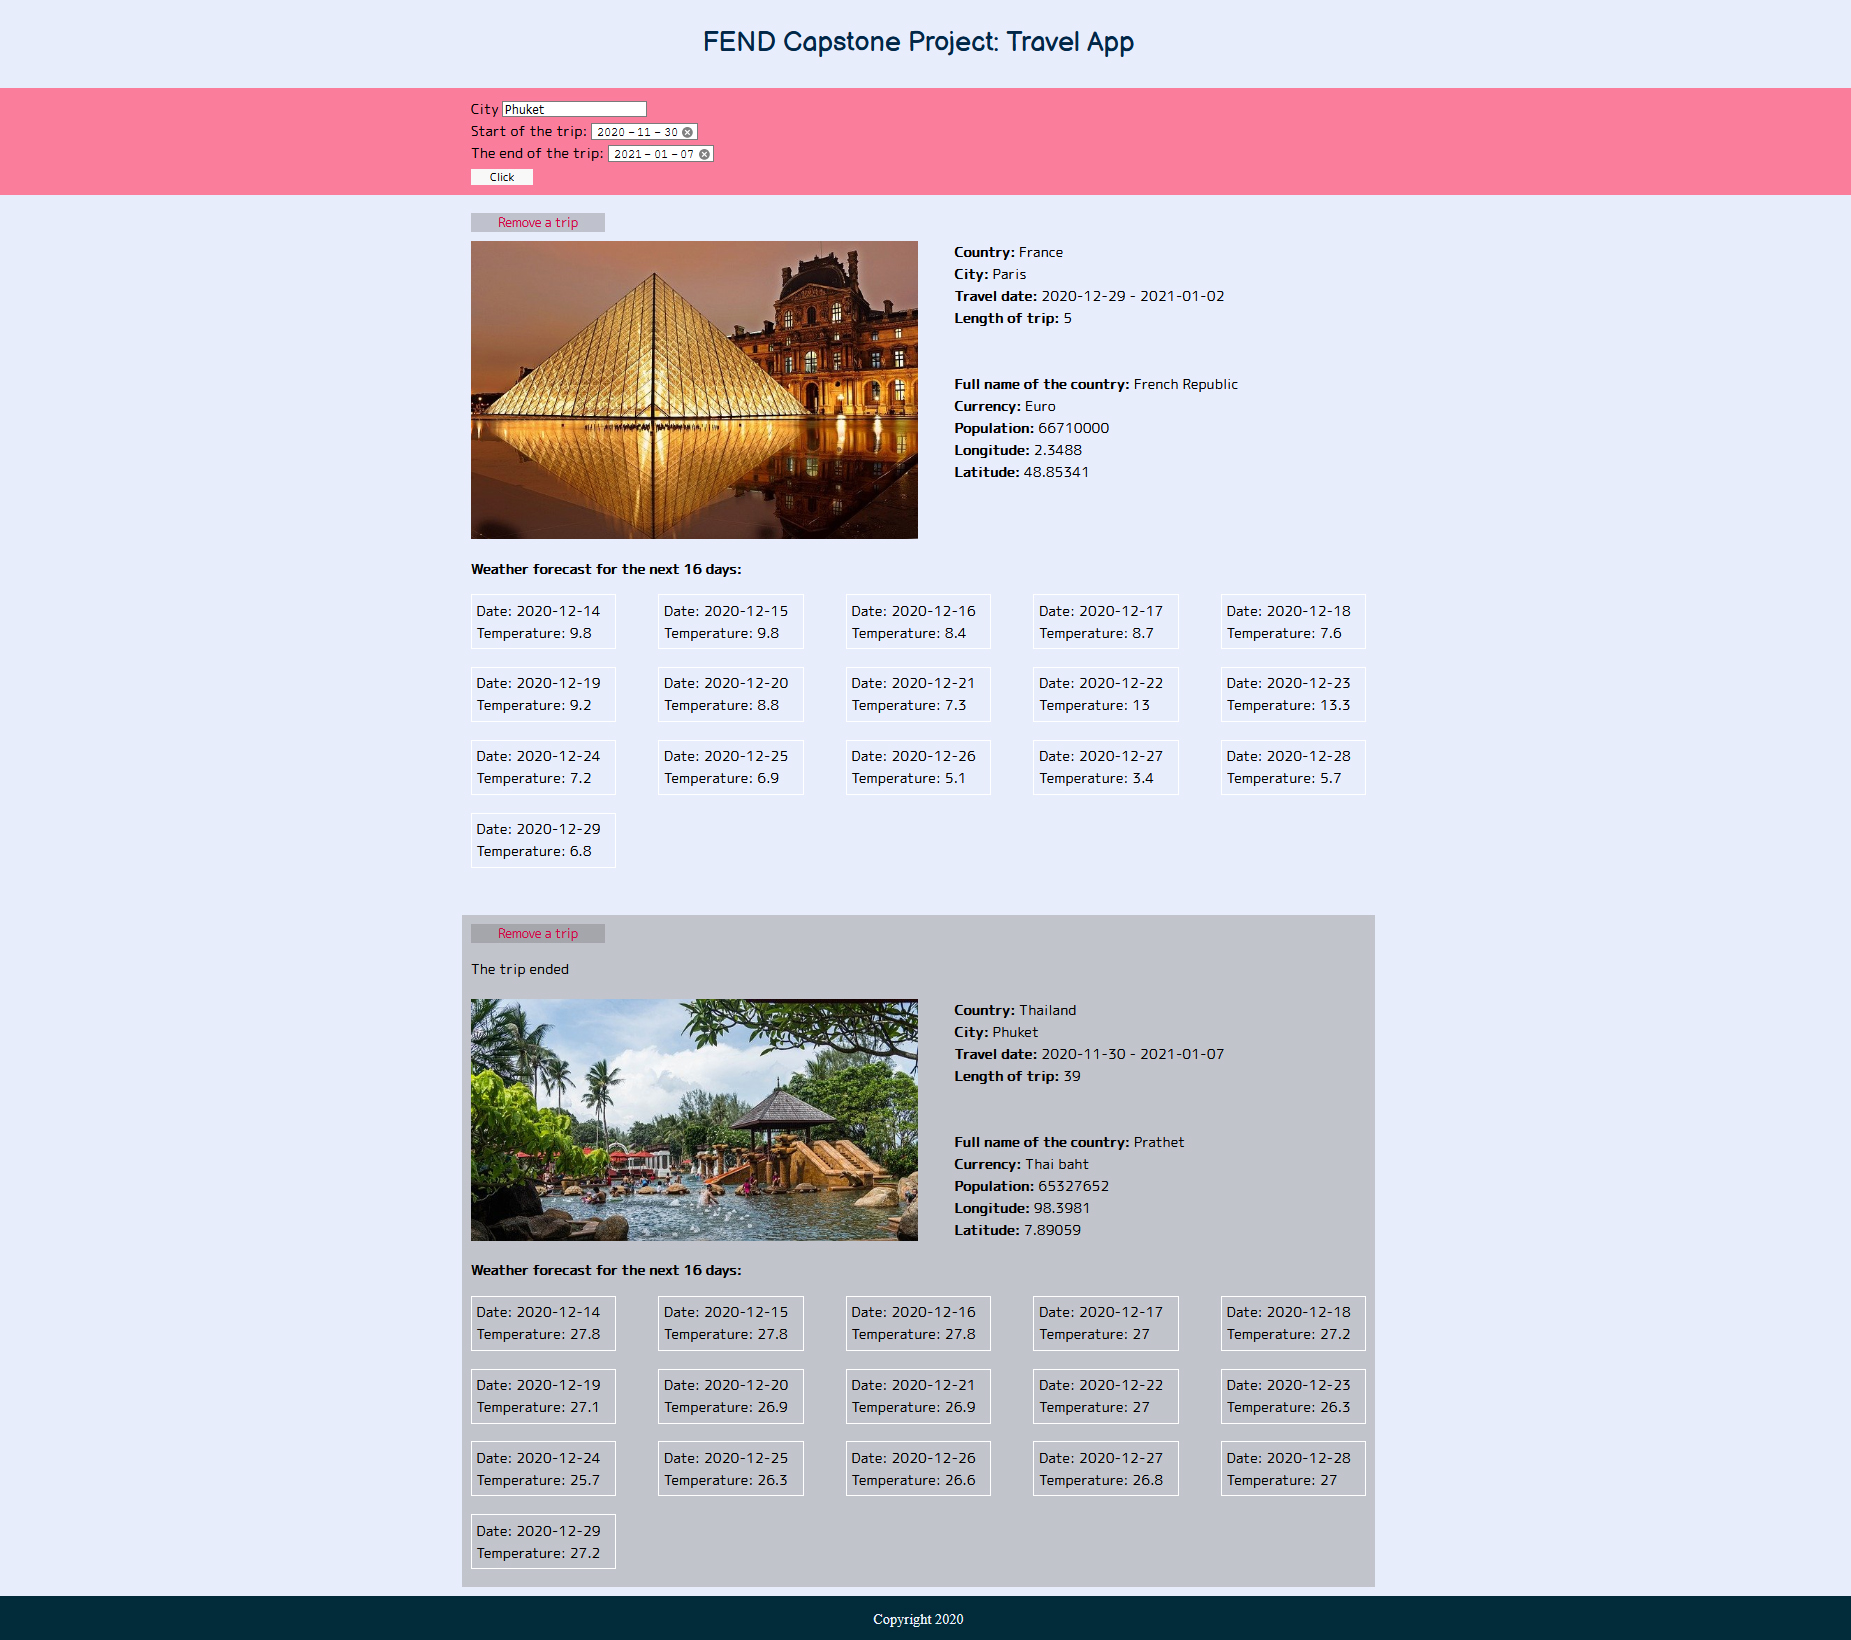 FEND Capstone Project: Travel App
City Phuket
Start of the trip: 2020 - 11 - 30
The end of the trip: 2021 - 01 - 07
Click
Remove a trip
Country: France
City: Paris
Travel date: 2020-12-29 - 2021-01-02
Length of trip: 5
Full name of the country: French Republic
Currency: Euro
Population: 66710000
Longitude: 2.3488
Latitude: 48.85341
Weather forecast for the next 16 days:
Date: 2020-12-14
Temperature: 9.8
Date: 2020-12-15
Temperature: 9.8
Date: 2020-12-16
Temperature: 8.4
Date: 2020-12-17
Temperature: 8.7
Date: 2020-12-18
Temperature: 7.6
Date: 2020-12-19
Temperature: 9.2
Date: 2020-12-20
Temperature: 8.8
Date: 2020-12-21
Temperature: 7.3
Date: 2020-12-22
Temperature: 13
Date: 2020-12-23
Temperature: 13.3
Date: 2020-12-24
Temperature: 7.2
Date: 2020-12-25
Temperature: 6.9
Date: 2020-12-26
Temperature: 5.1
Date: 2020-12-27
Temperature: 3.4
Date: 2020-12-28
Temperature: 5.7
Date: 2020-12-29
Temperature: 6.8
Remove a trip
The trip ended
Country: Thailand
City: Phuket
Travel date: 2020-11-30 - 2021-01-07
Length of trip: 39
Full name of the country: Prathet
Currency: Thai baht
Population: 65327652
Longitude: 98.3981
Latitude: 7.89059
Weather forecast for the next 16 days:
Date: 2020-12-14
Temperature: 27.8
Date: 2020-12-15
Temperature: 27.8
Date: 2020-12-16
Temperature: 27.8
Date: 2020-12-17
Temperature: 27
Date: 2020-12-18
Temperature: 27.2
Date: 2020-12-19
Temperature: 27.1
Date: 2020-12-20
Temperature: 26.9
Date: 2020-12-21
Temperature: 26.9
Date: 2020-12-22
Temperature: 27
Date: 2020-12-23
Temperature: 26.3
Date: 2020-12-24
Temperature: 25.7
Date: 2020-12-25
Temperature: 26.3
Date: 2020-12-26
Temperature: 26.6
Date: 2020-12-27
Temperature: 26.8
Date: 2020-12-28
Temperature: 27
Date: 2020-12-29
Temperature: 27.2
Copyright 2020